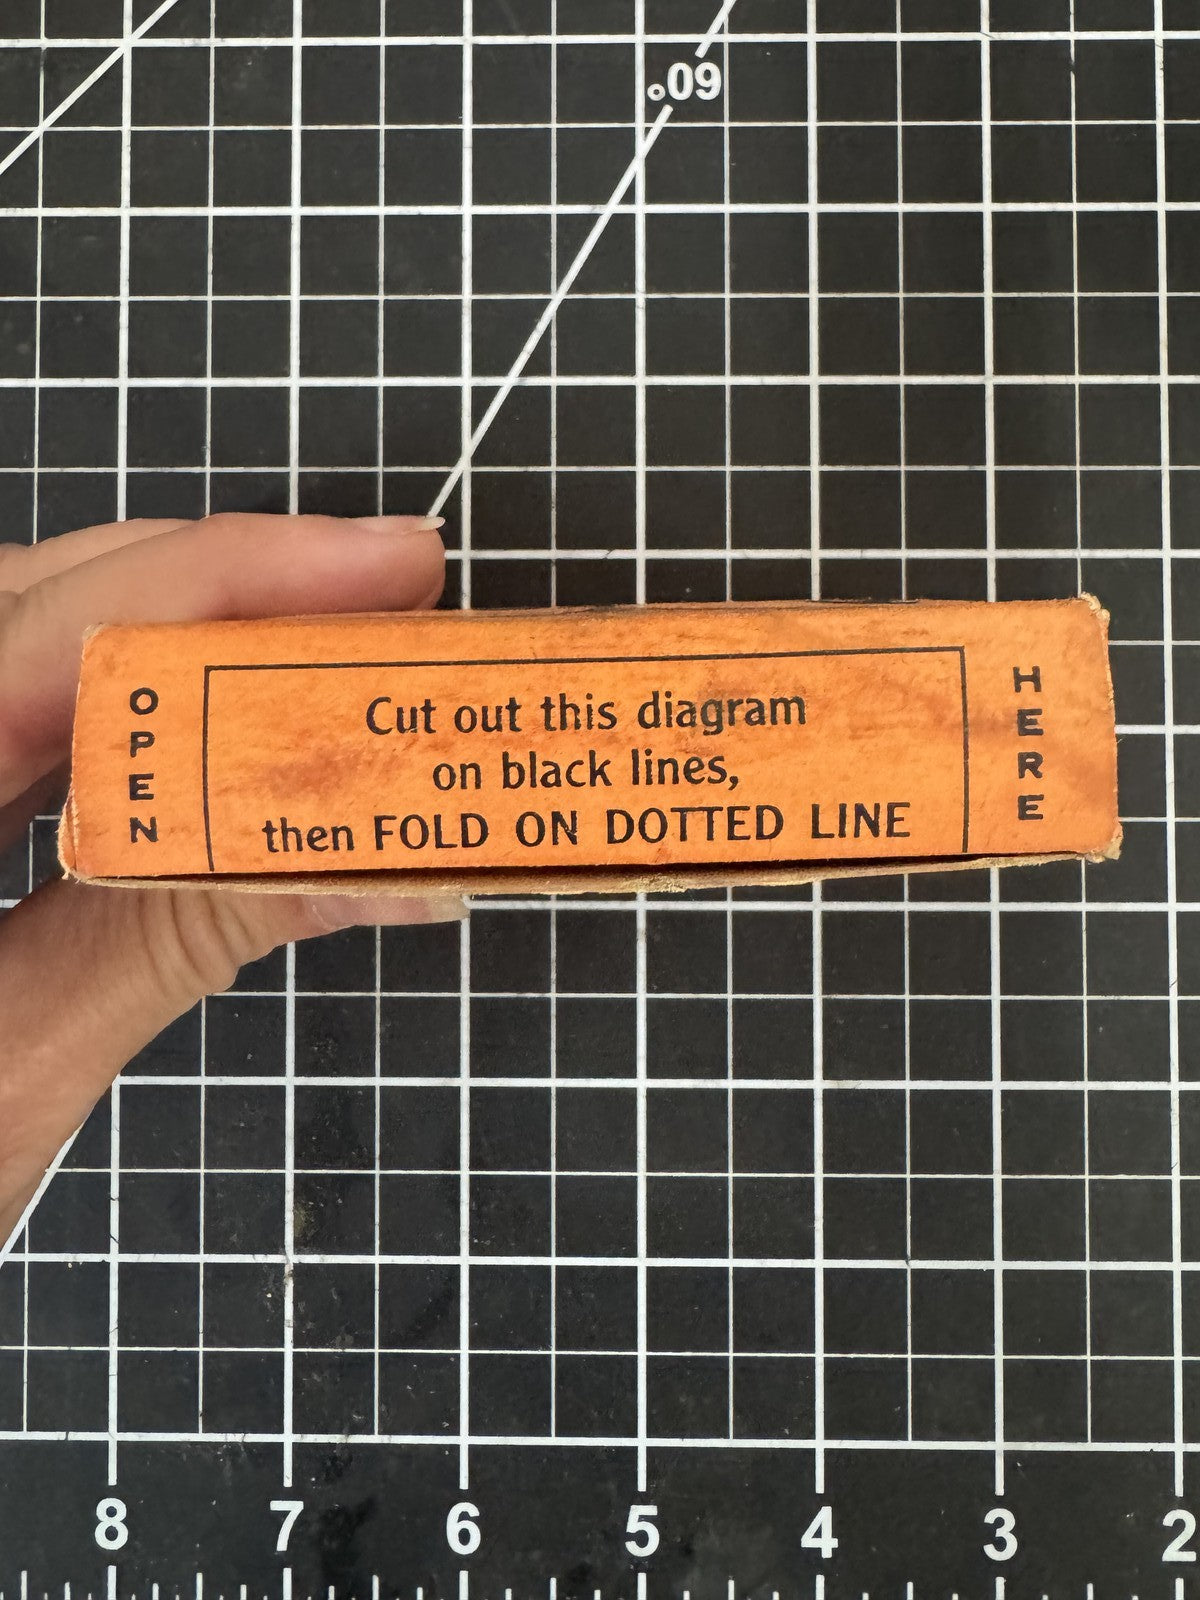 60°
OPEN
Cut out this diagram
on black lines,
then FOLD ON DOTTED LINE
HERE
8 7 6 5 4 3 2